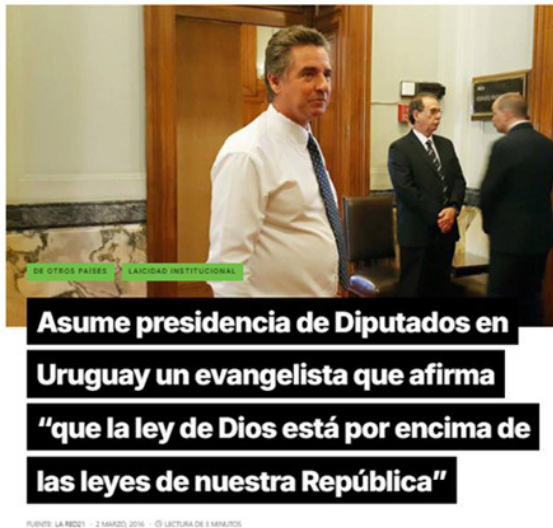 DE OTROS PAÍSES LAICIDAD INSTITUCIONAL
Asume presidencia de Diputados en
Uruguay un evangelista que afirma
“que la ley de Dios está por encima de
las leyes de nuestra República”
FUENTE: LA RED21 - 2 MARZO, 2016 - LECTURA DE 3 MINUTOS